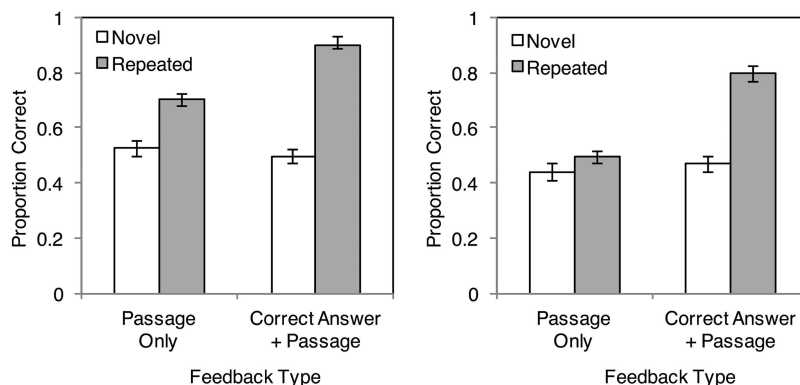 1
0.8
0.6
0.4
0.2
0
Proportion Correct
Novel
Repeated
Passage
Only
Correct Answer
+ Passage
Feedback Type
1
0.8
0.6
0.4
0.2
0
Proportion Correct
Novel
Repeated
Passage
Only
Correct Answer
+ Passage
Feedback Type